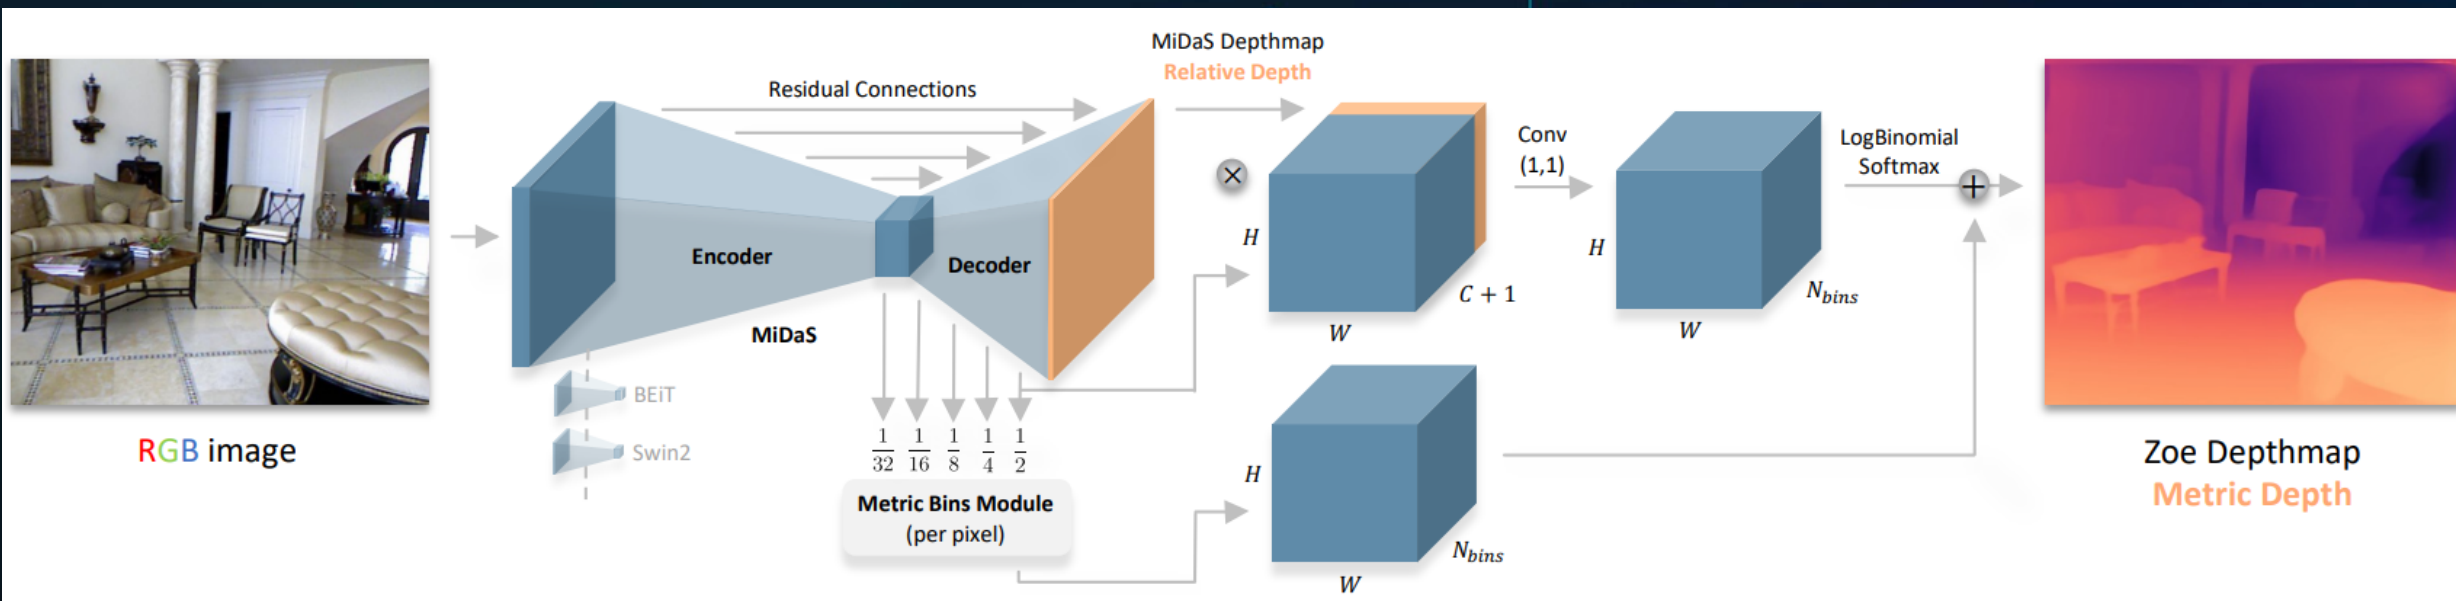 MiDaS Depthmap
Relative Depth
Residual Connections
Encoder
Decoder
MiDaS
BEiT
Swin2
RGB image
1/32 1/16 1/8 1/4 1/2
Metric Bins Module
(per pixel)
×
H
W
C + 1
Conv
(1,1)
H
W
N_bins
LogBinomial
Softmax
+
H
W
N_bins
Zoe Depthmap
Metric Depth